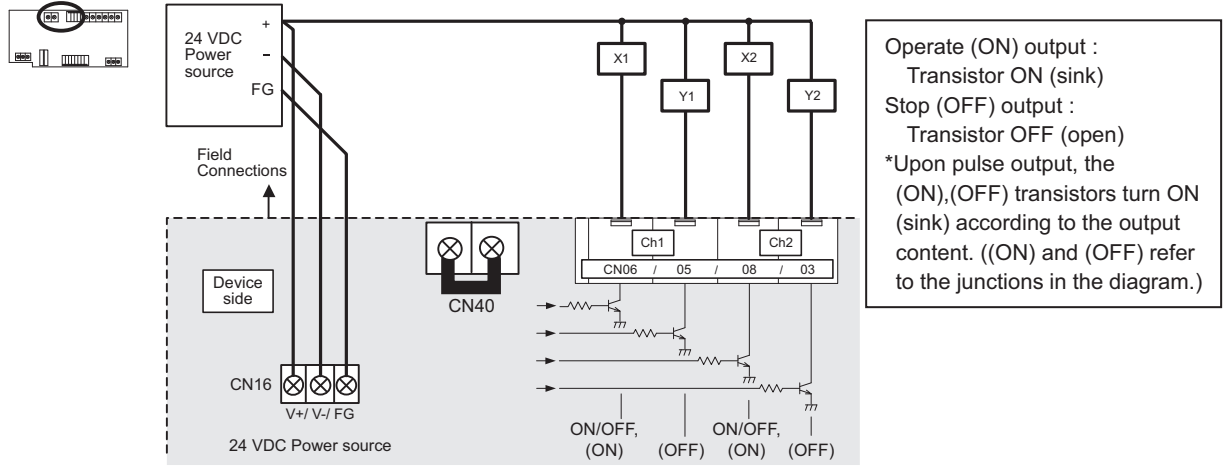 24 VDC
Power
source
+
−
FG
X1
Y1
X2
Y2
Field
Connections
Device
side
CN40
Ch1
Ch2
CN06 / 05 / 08 / 03
CN16
V+/ V-/ FG
24 VDC Power source
ON/OFF,
(ON)
(OFF)
ON/OFF,
(ON)
(OFF)
Operate (ON) output :
Transistor ON (sink)
Stop (OFF) output :
Transistor OFF (open)
*Upon pulse output, the
(ON),(OFF) transistors turn ON
(sink) according to the output
content. ((ON) and (OFF) refer
to the junctions in the diagram.)